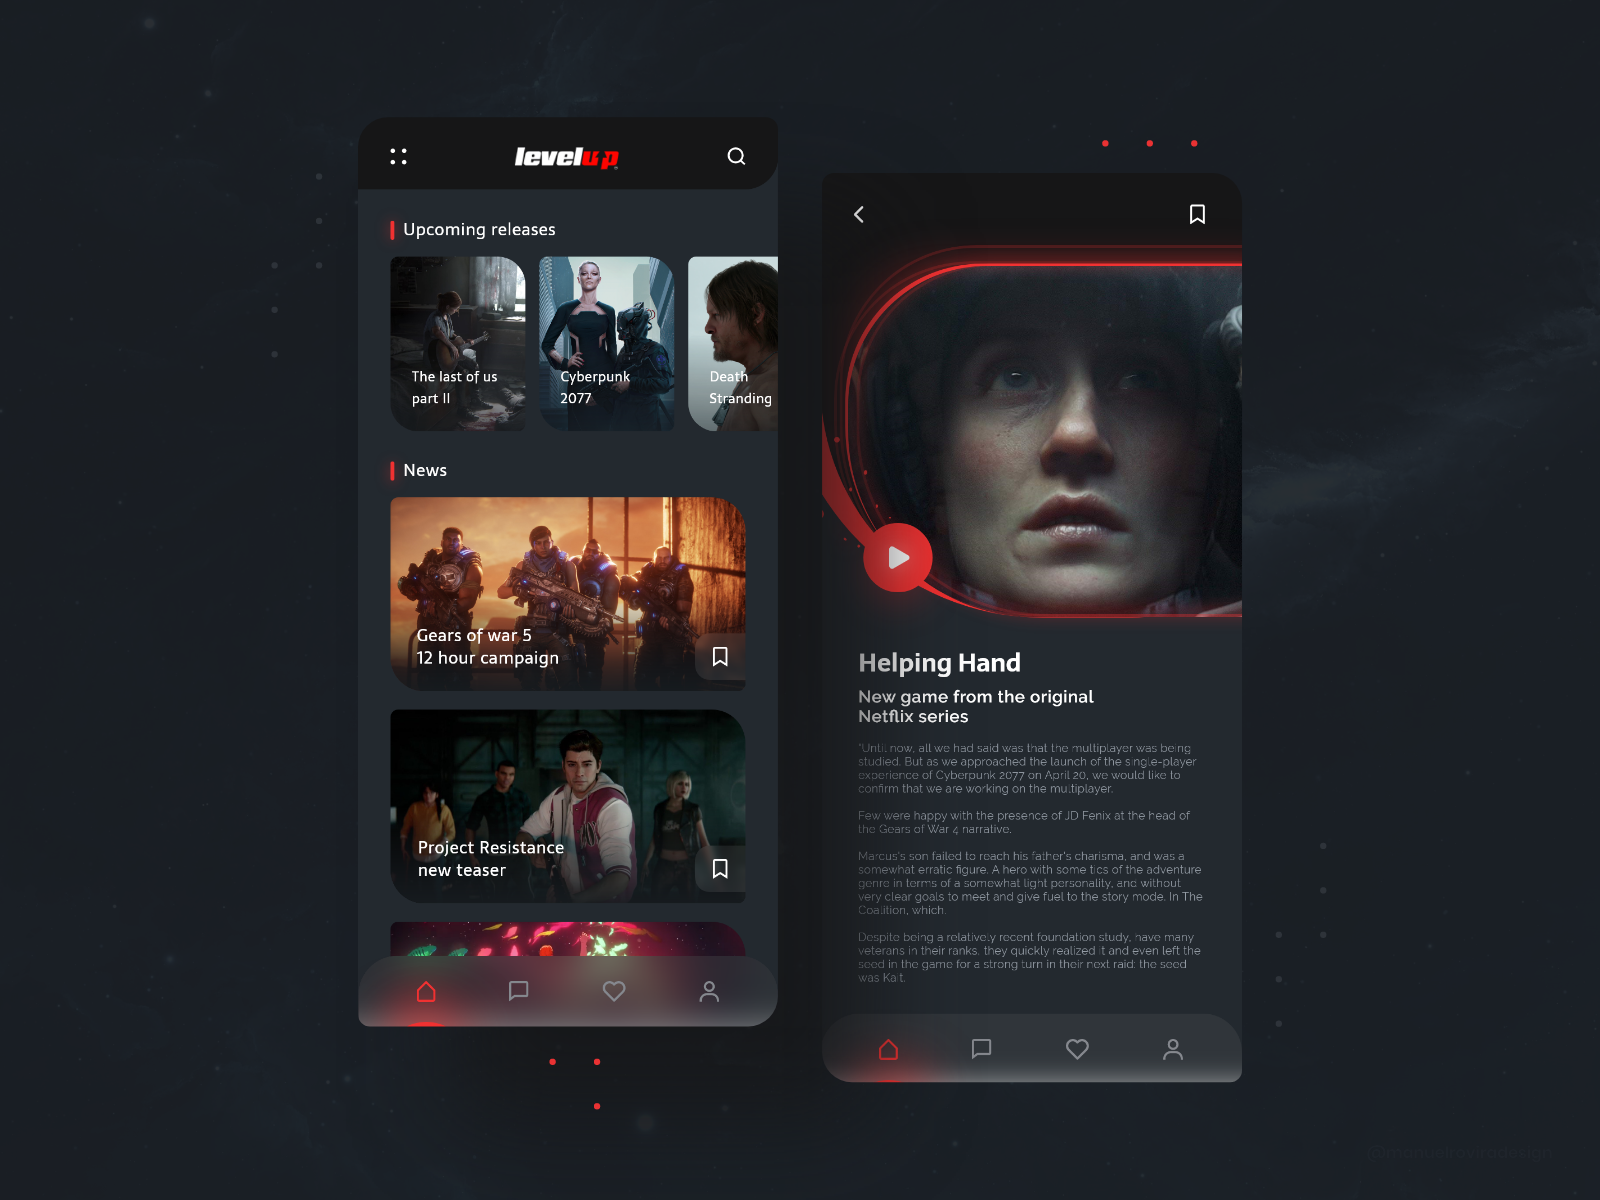 levelup
Upcoming releases
The last of us
part II
Cyberpunk
2077
Death
Stranding
News
Gears of war 5
12 hour campaign
Project Resistance
new teaser
Helping Hand
New game from the original
Netflix series
"Until now, all we had said was that the multiplayer was being
studied. But as we approached the launch of the single-player
experience of Cyberpunk 2077 on April 20, we would like to
confirm that we are working on the multiplayer.
Few were happy with the presence of JD Fenix at the head of
the Gears of War 4 narrative.
Marcus's son failed to reach his father's charisma, and was a
somewhat erratic figure. A hero with some tics of the adventure
genre in terms of a somewhat light personality, and without
very clear goals to meet and give fuel to the story mode. In The
Coalition, which.
Despite being a relatively recent foundation study, have many
veterans in their ranks, they quickly realized it and even left the
seed in the game for a strong turn in their next raid: the seed
was Kait.